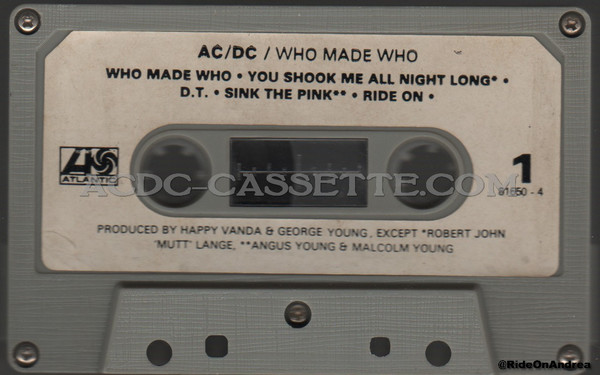 AC/DC / WHO MADE WHO
WHO MADE WHO • YOU SHOOK ME ALL NIGHT LONG* •
D.T. • SINK THE PINK** • RIDE ON •
ATLANTIC
1
ACDC-CASSETTE.COM
81650 - 4
PRODUCED BY HAPPY VANDA & GEORGE YOUNG, EXCEPT *ROBERT JOHN
'MUTT' LANGE, **ANGUS YOUNG & MALCOLM YOUNG
@RideOnAndrea